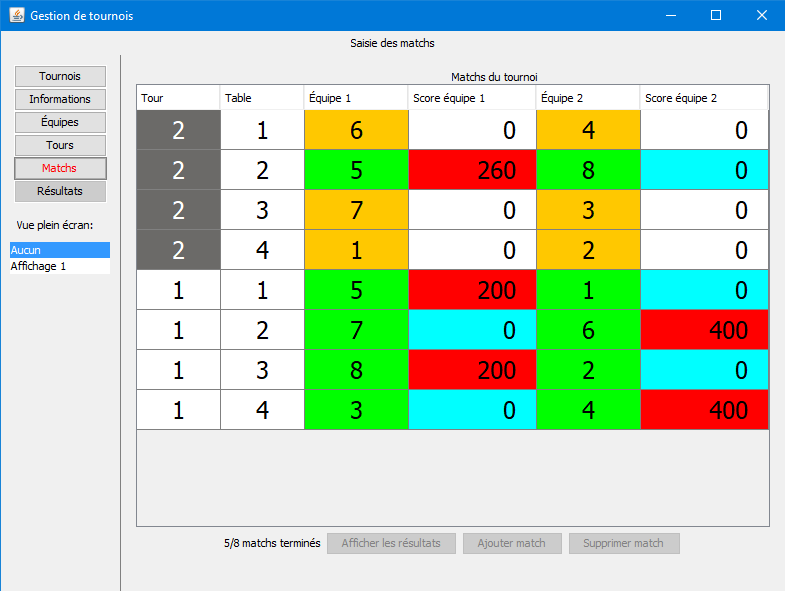 Gestion de tournois
Saisie des matchs
Tournois
Informations
Équipes
Tours
Matchs
Résultats
Vue plein écran:
Aucun
Affichage 1
Matchs du tournoi
Tour Table Équipe 1 Score équipe 1 Équipe 2 Score équipe 2
2 1 6 0 4 0
2 2 5 260 8 0
2 3 7 0 3 0
2 4 1 0 2 0
1 1 5 200 1 0
1 2 7 0 6 400
1 3 8 200 2 0
1 4 3 0 4 400
5/8 matchs terminés Afficher les résultats Ajouter match Supprimer match